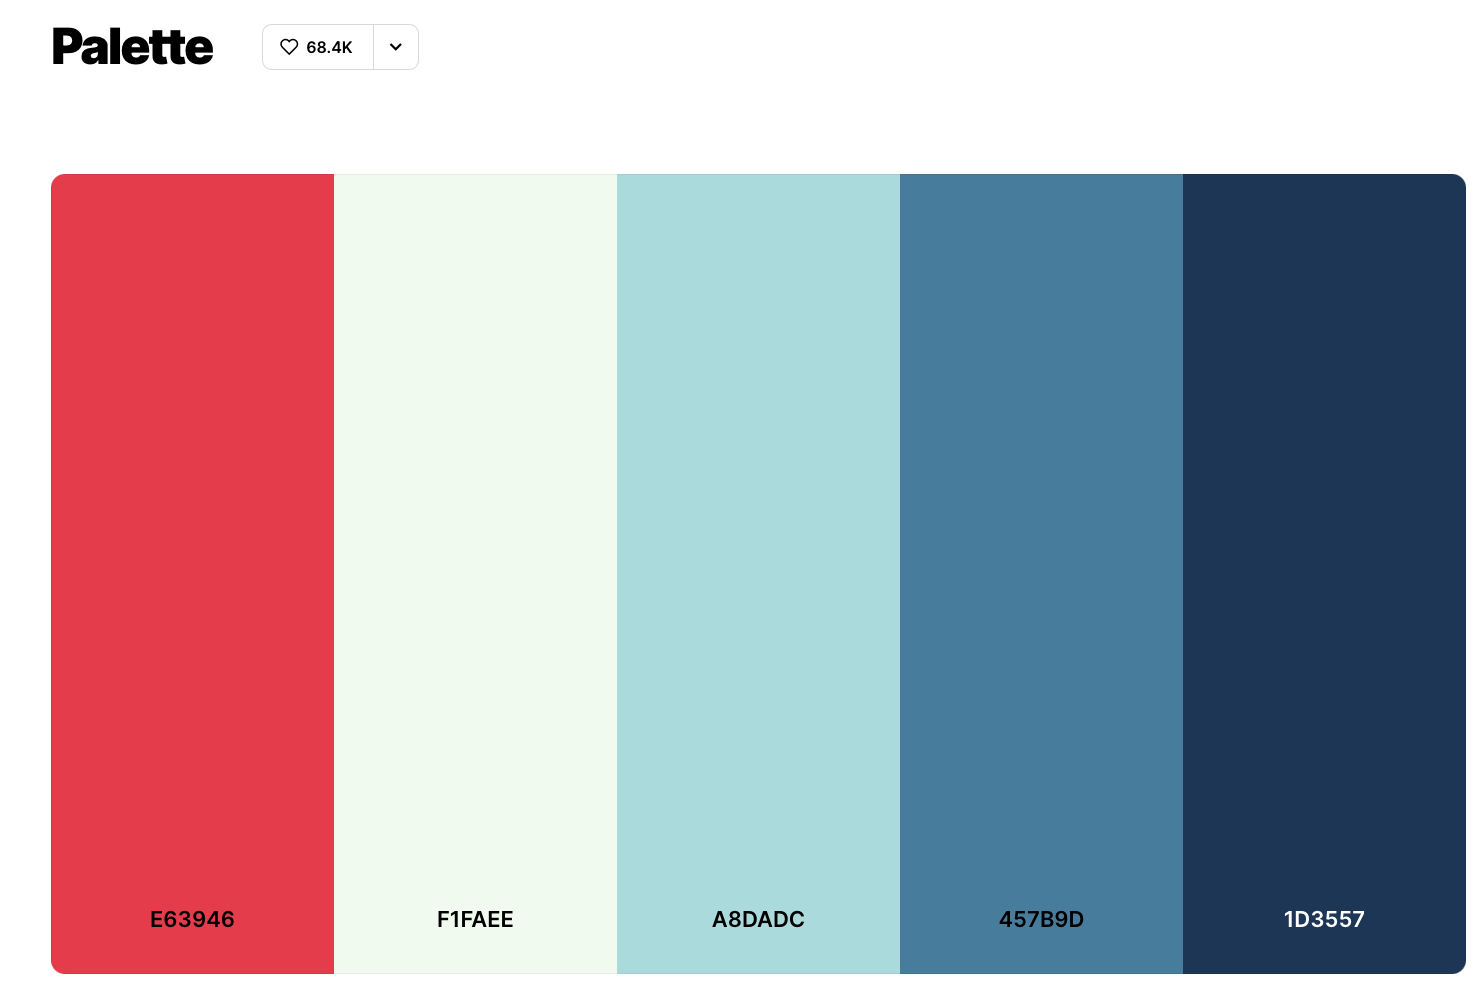 Palette
68.4K
E63946
F1FAEE
A8DADC
457B9D
1D3557